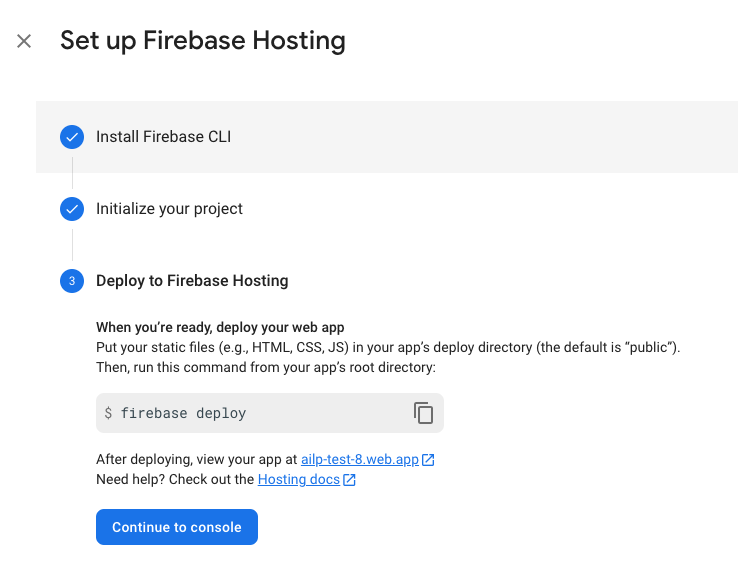 Set up Firebase Hosting
Install Firebase CLI
Initialize your project
3 Deploy to Firebase Hosting
When you’re ready, deploy your web app
Put your static files (e.g., HTML, CSS, JS) in your app’s deploy directory (the default is “public”).
Then, run this command from your app’s root directory:
$ firebase deploy
After deploying, view your app at ailp-test-8.web.app
Need help? Check out the Hosting docs
Continue to console